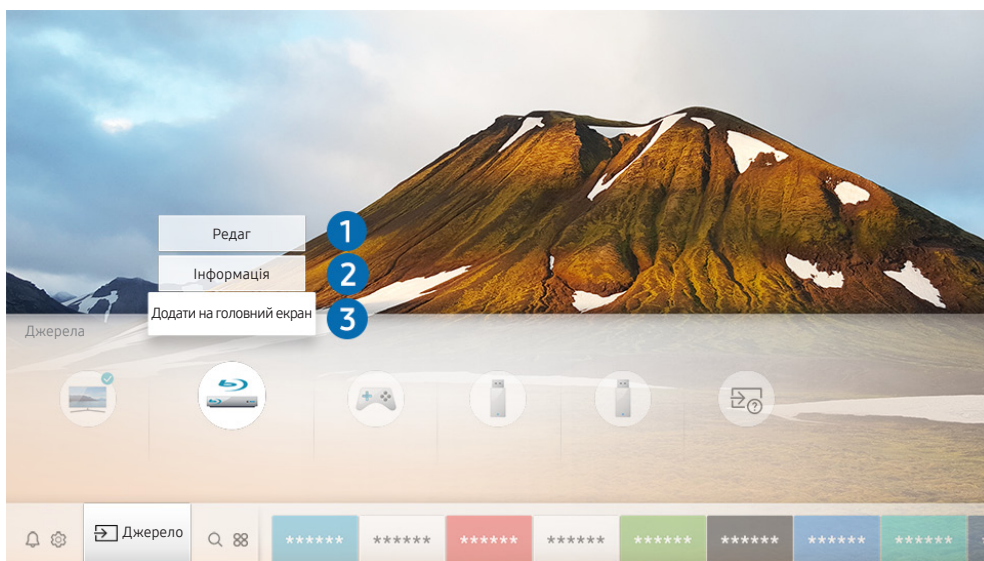 Редаг
1
Інформація
2
Додати на головний екран
3
Джерела
Джерело
****** ****** ****** ****** ****** ****** ****** ******